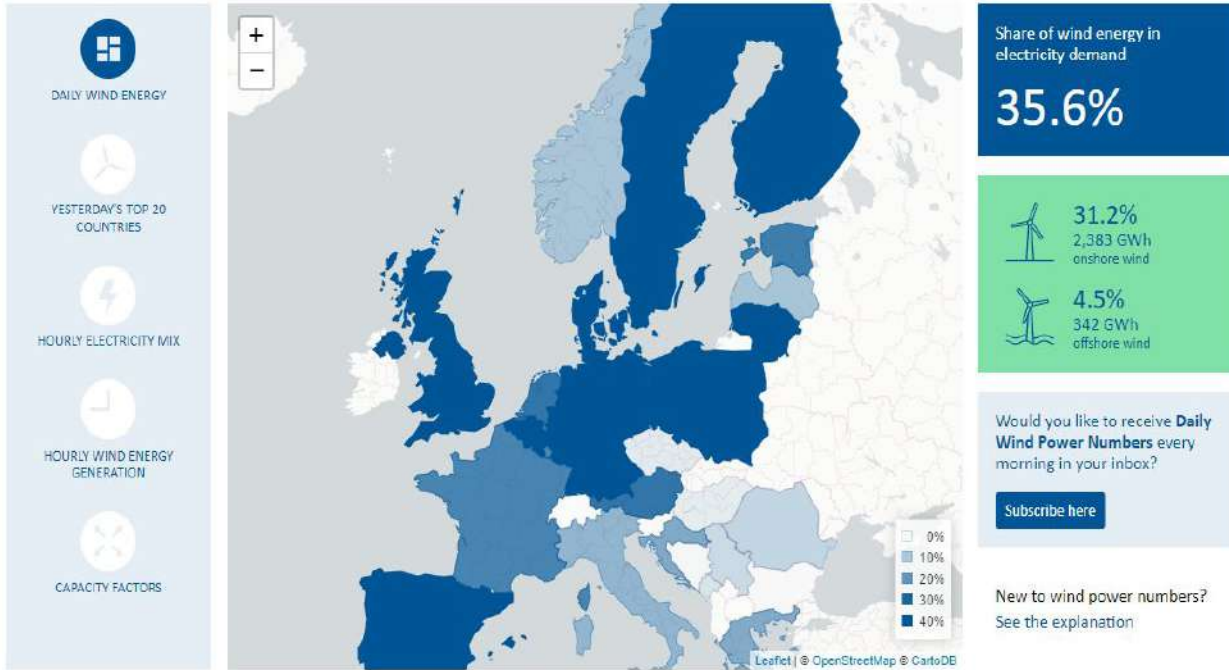 DAILY WIND ENERGY
YESTERDAY'S TOP 20
COUNTRIES
HOURLY ELECTRICITY MIX
HOURLY WIND ENERGY
GENERATION
CAPACITY FACTORS
+
−
0%
10%
20%
30%
40%
Leaflet | © OpenStreetMap © CartoDB
Share of wind energy in
electricity demand
35.6%
31.2%
2,383 GWh
onshore wind
4.5%
342 GWh
offshore wind
Would you like to receive Daily
Wind Power Numbers every
morning in your inbox?
Subscribe here
New to wind power numbers?
See the explanation